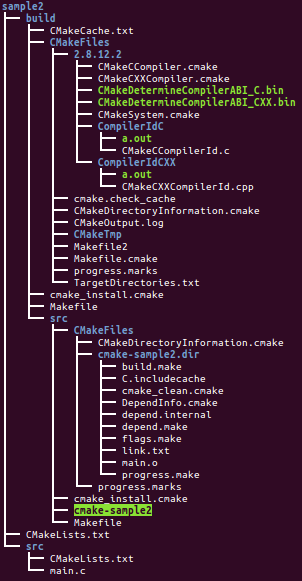 sample2
build
CMakeCache.txt
CMakeFiles
2.8.12.2
CMakeCCompiler.cmake
CMakeCXXCompiler.cmake
CMakeDetermineCompilerABI_C.bin
CMakeDetermineCompilerABI_CXX.bin
CMakeSystem.cmake
CompilerIdC
a.out
CMakeCCompilerId.c
CompilerIdCXX
a.out
CMakeCXXCompilerId.cpp
cmake.check_cache
CMakeDirectoryInformation.cmake
CMakeOutput.log
CMakeTmp
Makefile2
Makefile.cmake
progress.marks
TargetDirectories.txt
cmake_install.cmake
Makefile
src
CMakeFiles
CMakeDirectoryInformation.cmake
cmake-sample2.dir
build.make
C.includecache
cmake_clean.cmake
DependInfo.cmake
depend.internal
depend.make
flags.make
link.txt
main.o
progress.make
progress.marks
cmake_install.cmake
cmake-sample2
Makefile
CMakeLists.txt
src
CMakeLists.txt
main.c